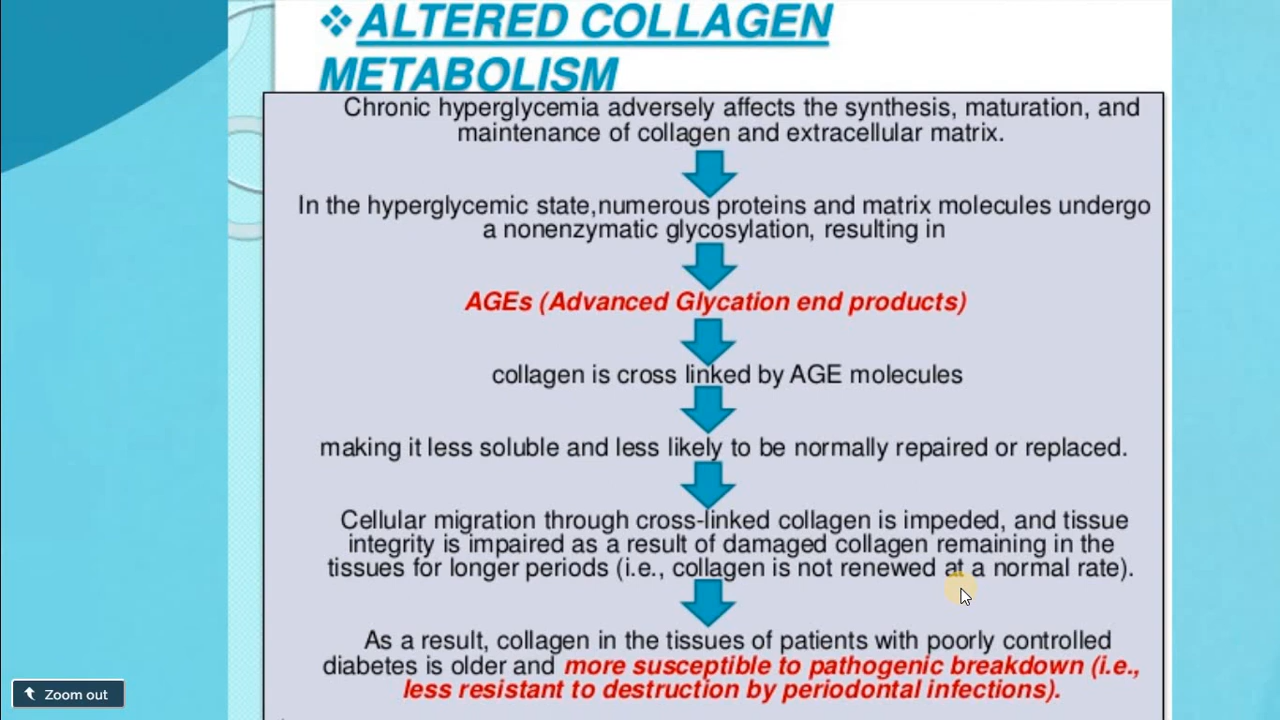 ❖ALTERED COLLAGEN
METABOLISM
Chronic hyperglycemia adversely affects the synthesis, maturation, and
maintenance of collagen and extracellular matrix.
In the hyperglycemic state,numerous proteins and matrix molecules undergo
a nonenzymatic glycosylation, resulting in
AGEs (Advanced Glycation end products)
collagen is cross linked by AGE molecules
making it less soluble and less likely to be normally repaired or replaced.
Cellular migration through cross-linked collagen is impeded, and tissue
integrity is impaired as a result of damaged collagen remaining in the
tissues for longer periods (i.e., collagen is not renewed at a normal rate).
As a result, collagen in the tissues of patients with poorly controlled
diabetes is older and more susceptible to pathogenic breakdown (i.e.,
less resistant to destruction by periodontal infections).
Zoom out